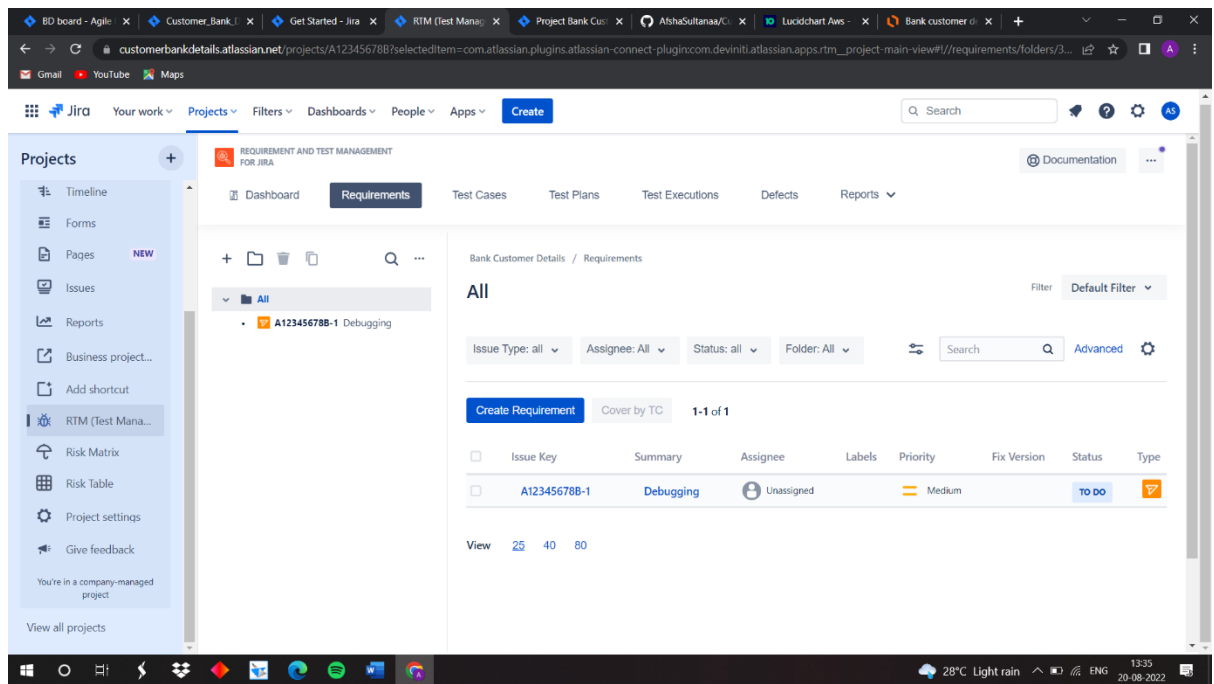 BD board - Agile
Customer_Bank_D
Get Started - Jira
RTM (Test Manag
Project Bank Cust
AfshaSultanaa/Cu
Lucidchart Aws -
Bank customer de
customerbankdetails.atlassian.net/projects/A12345678B?selectedItem=com.atlassian.plugins.atlassian-connect-plugin:com.deviniti.atlassian.apps.rtm__project-main-view#!/requirements/folders/3...
A
Gmail YouTube Maps
Jira Your work Projects Filters Dashboards People Apps Create
Search
AS
Projects
Timeline
Forms
Pages NEW
Issues
Reports
Business project...
Add shortcut
RTM (Test Mana...
Risk Matrix
Risk Table
Project settings
Give feedback
You're in a company-managed
project
View all projects
REQUIREMENT AND TEST MANAGEMENT
FOR JIRA
Documentation ...
Dashboard Requirements Test Cases Test Plans Test Executions Defects Reports
All
A12345678B-1 Debugging
Bank Customer Details / Requirements
All
Filter Default Filter
Issue Type: all Assignee: All Status: all Folder: All Search Advanced
Create Requirement Cover by TC 1-1 of 1
Issue Key Summary Assignee Labels Priority Fix Version Status Type
A12345678B-1 Debugging Unassigned Medium TO DO
View 25 40 80
28°C Light rain ENG
13:35
20-08-2022